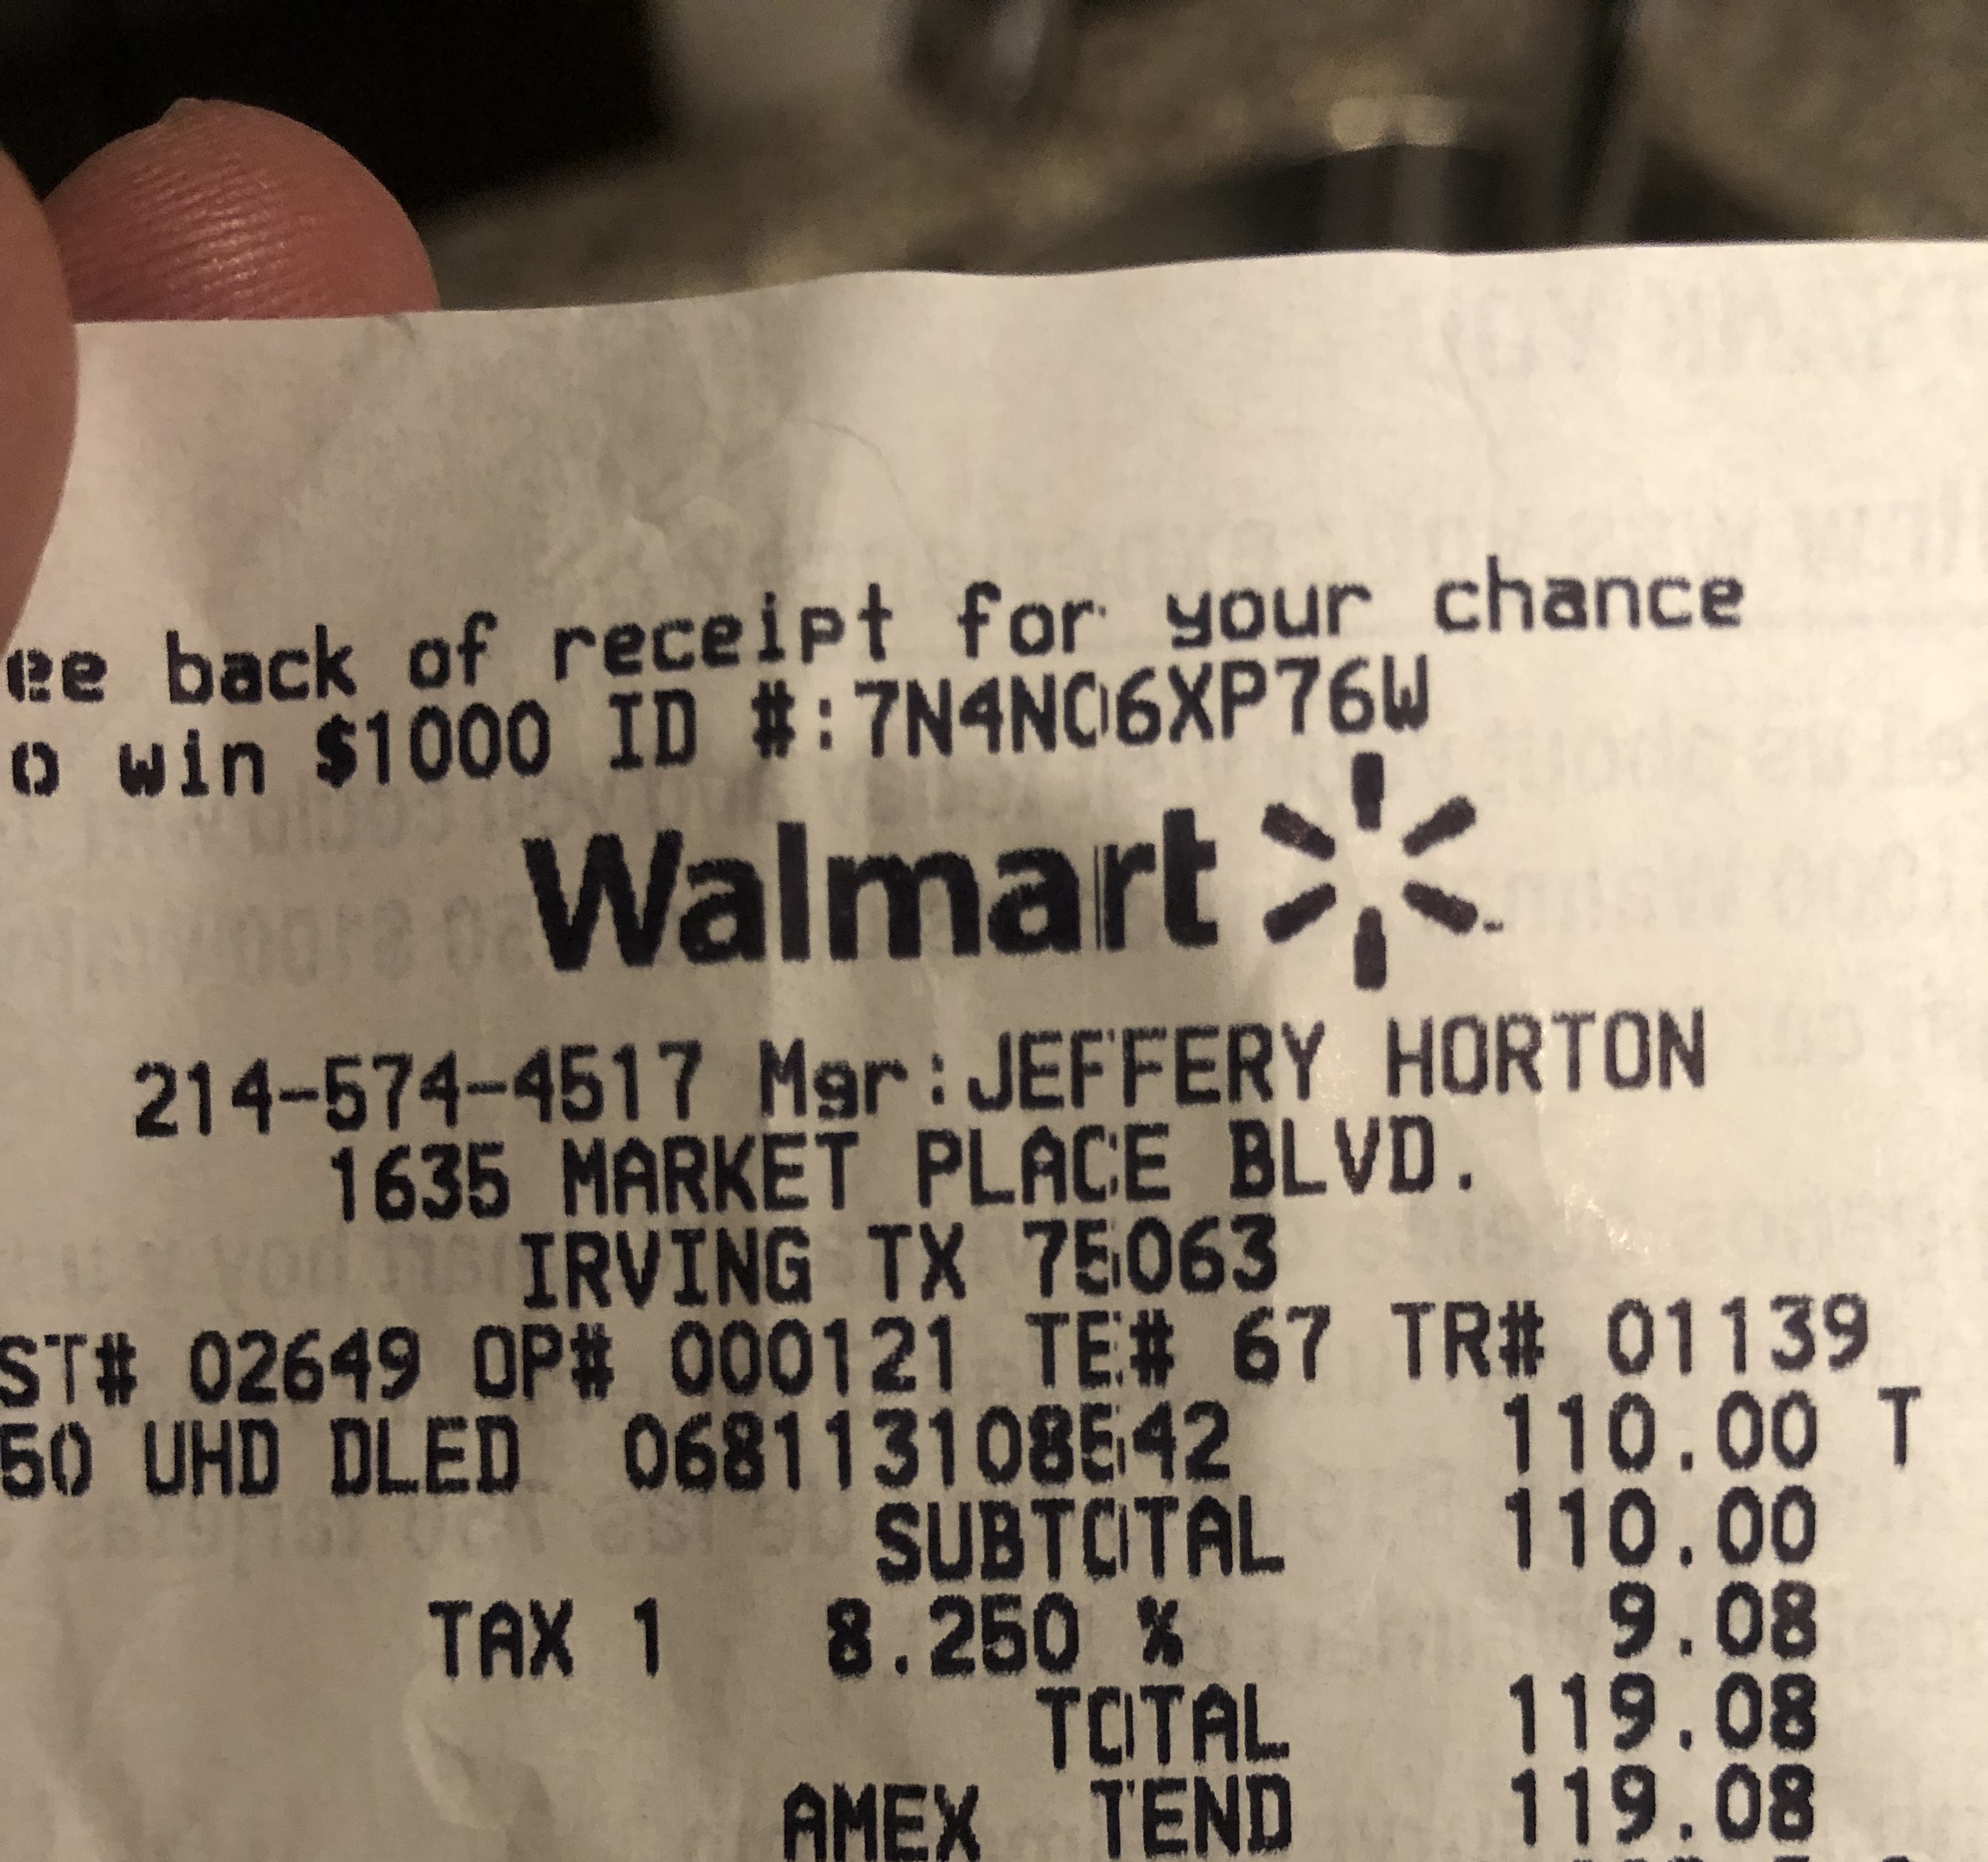 ee back of receipt for your chance
o win $1000 ID #:7N4NC6XP76W
Walmart
214-574-4517 Mgr:JEFFERY HORTON
1635 MARKET PLACE BLVD.
IRVING TX 75063
ST# 02649 OP# 000121 TE# 67 TR# 01139
50 UHD DLED 068113108542 110.00 T
SUBTOTAL 110.00
TAX 1 8.250 % 9.08
TOTAL 119.08
AMEX TEND 119.08